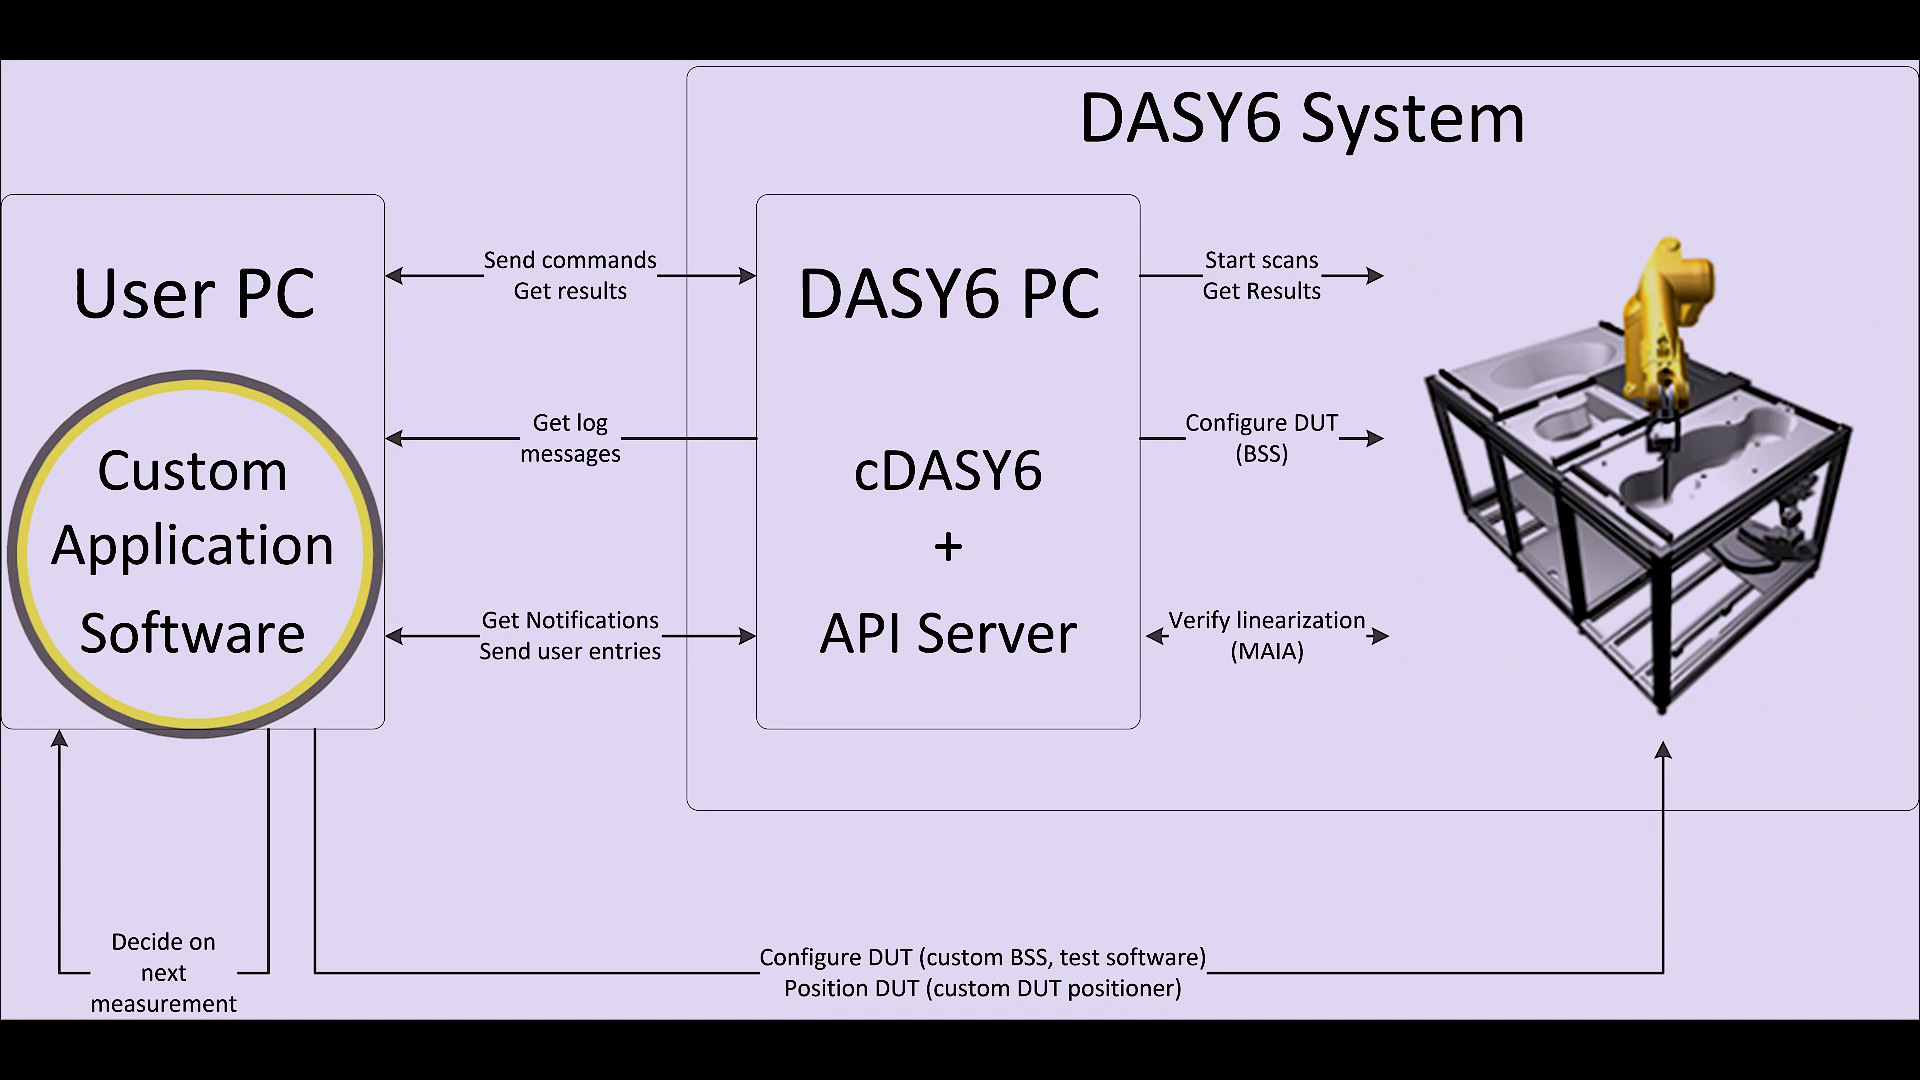 DASY6 System
User PC
Custom
Application
Software
Send commands
Get results
Get log
messages
Get Notifications
Send user entries
DASY6 PC
cDASY6
+
API Server
Start scans
Get Results
Configure DUT
(BSS)
Verify linearization
(MAIA)
Decide on
next
measurement
Configure DUT (custom BSS, test software)
Position DUT (custom DUT positioner)